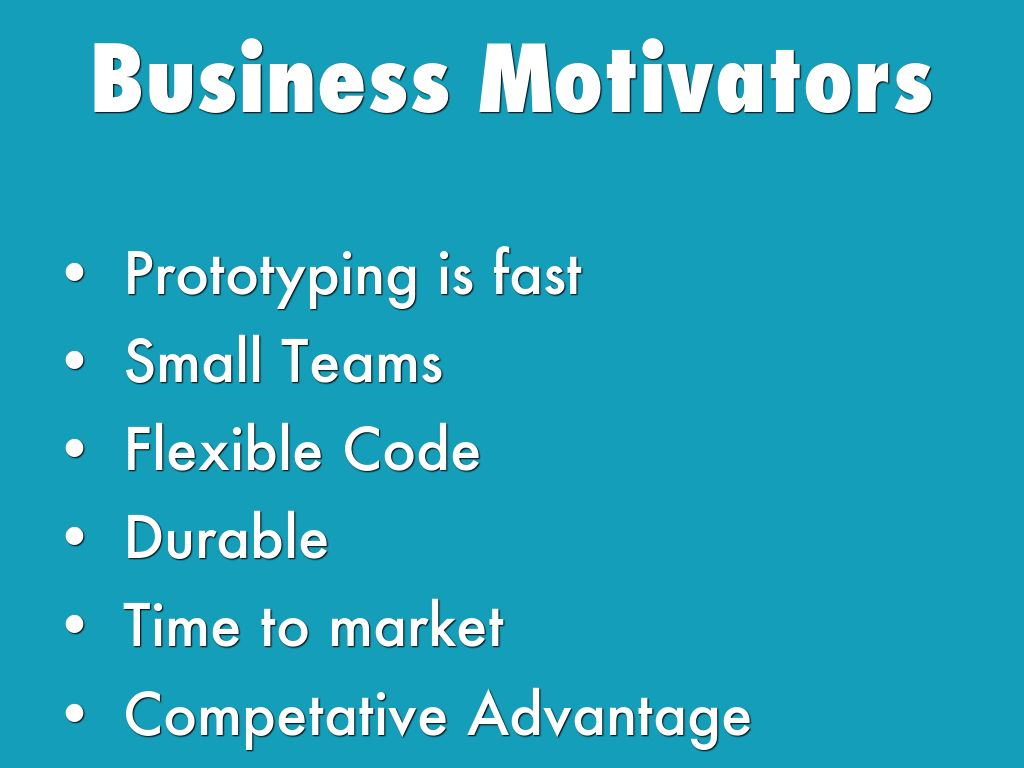 Business Motivators
• Prototyping is fast
• Small Teams
• Flexible Code
• Durable
• Time to market
• Competative Advantage